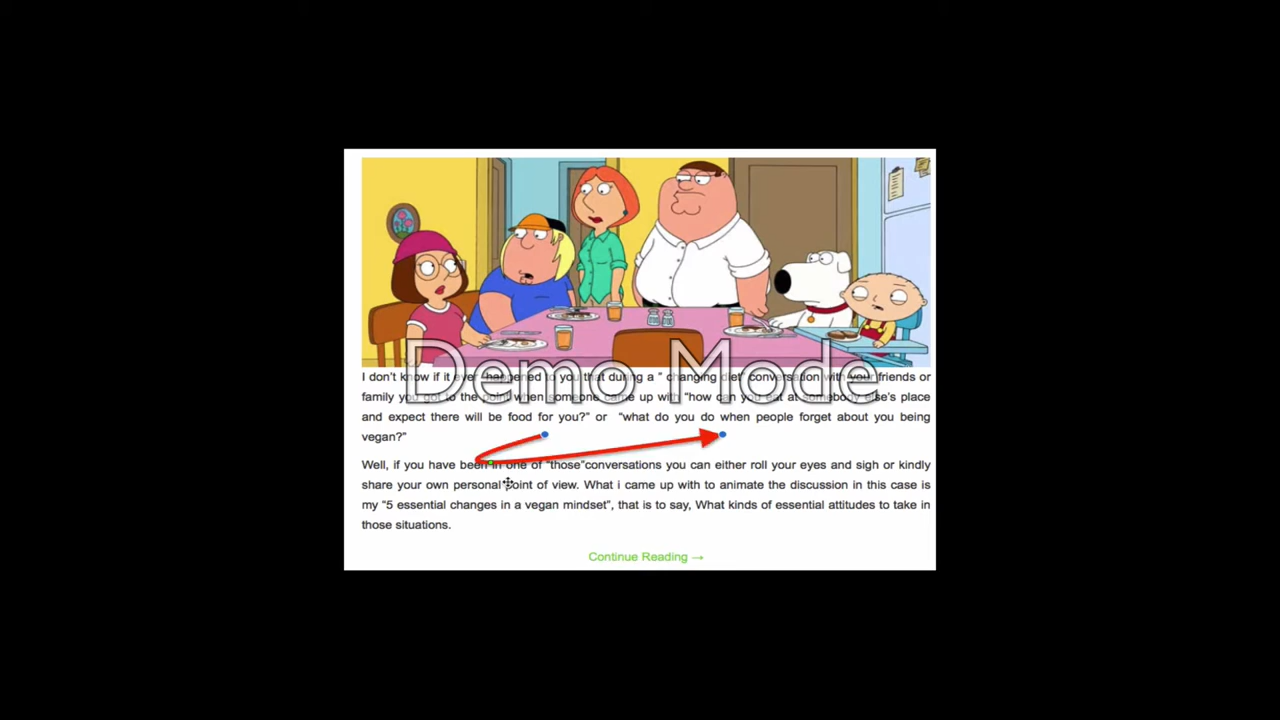 Demo Mode
I don't know if it ever happened to you that during a " changing diet" conversation with your friends or
family you got to the point when someone came up with "how can you eat at somebody else's place
and expect there will be food for you?" or "what do you do when people forget about you being
vegan?"
Well, if you have been in one of "those"conversations you can either roll your eyes and sigh or kindly
share your own personal point of view. What i came up with to animate the discussion in this case is
my "5 essential changes in a vegan mindset", that is to say, What kinds of essential attitudes to take in
those situations.
Continue Reading →